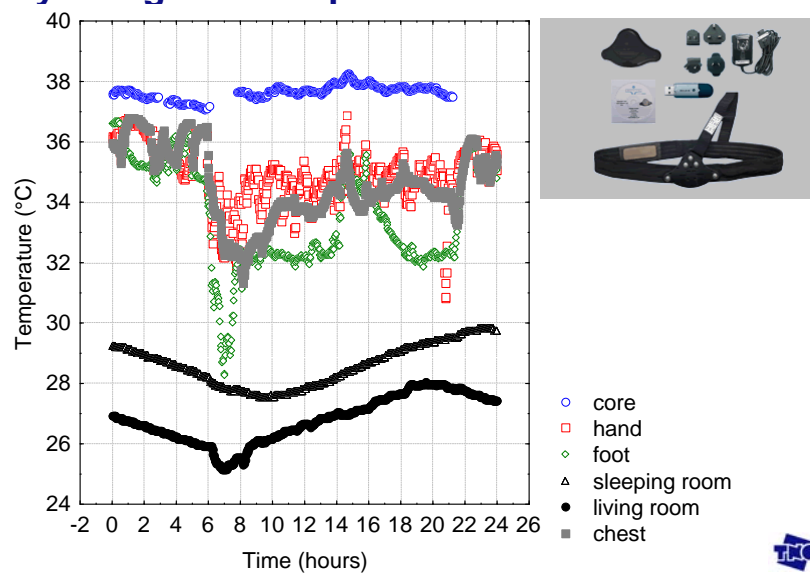 40
38
36
34
32
30
28
26
24
Temperature (°C)
-2 0 2 4 6 8 10 12 14 16 18 20 22 24 26
Time (hours)
core
hand
foot
sleeping room
living room
chest